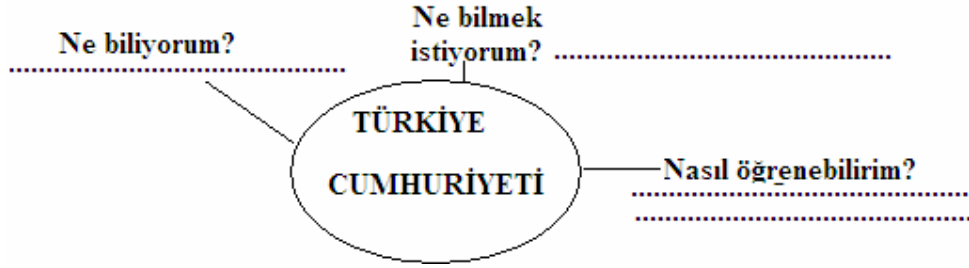 Ne biliyorum?
................................................
Ne bilmek
istiyorum? ................................................
TÜRKİYE
CUMHURİYETİ
Nasıl öğrenebilirim?
................................................
................................................